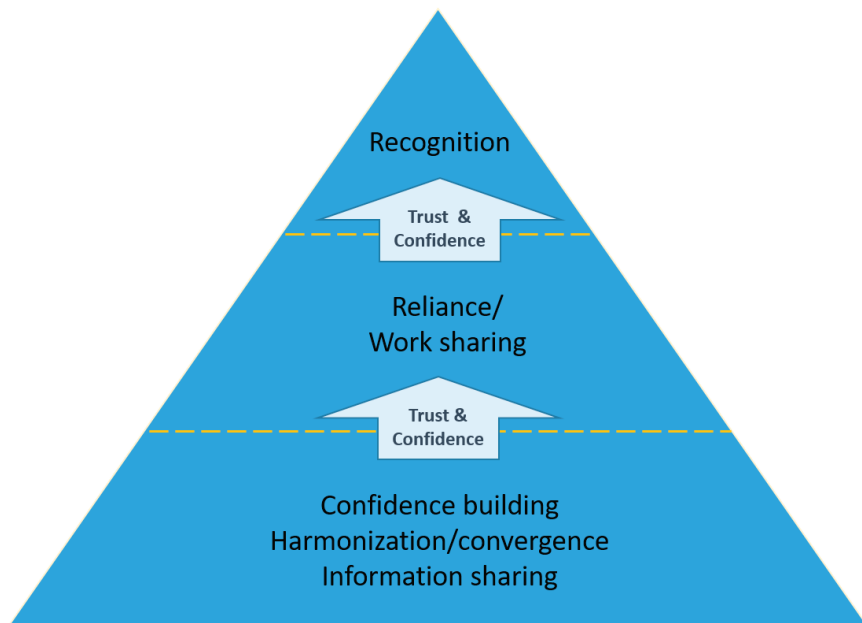 Recognition
Trust & 
Confidence
Reliance/
Work sharing
Trust &
Confidence
Confidence building
Harmonization/convergence
Information sharing